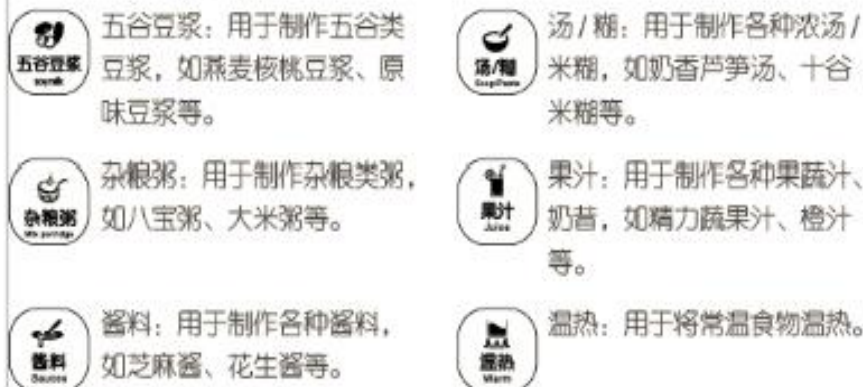 五谷豆浆
soymilk
五谷豆浆：用于制作五谷类
豆浆，如燕麦核桃豆浆、原
味豆浆等。
汤/糊
Soup/Paste
汤/糊：用于制作各种浓汤/
米糊，如奶香芦笋汤、十谷
米糊等。
杂粮粥
Mix porridge
杂粮粥：用于制作杂粮类粥，
如八宝粥、大米粥等。
果汁
Juice
果汁：用于制作各种果蔬汁、
奶昔，如精力蔬果汁、橙汁
等。
酱料
Sauces
酱料：用于制作各种酱料，
如芝麻酱、花生酱等。
温热
Warm
温热：用于将常温食物温热。